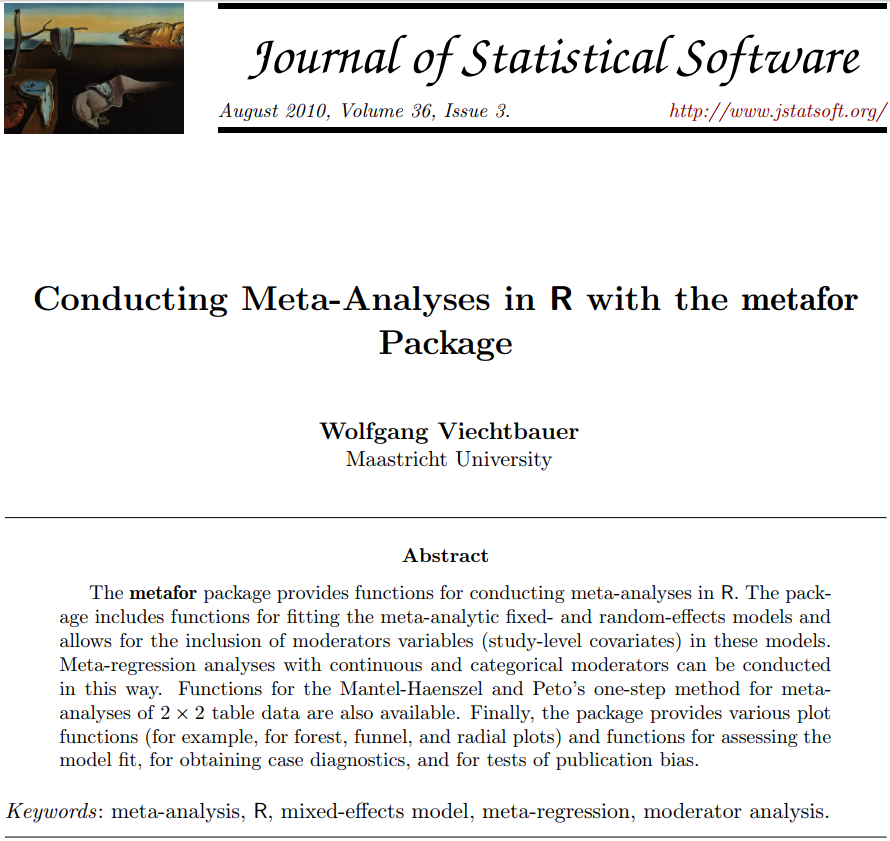 Journal of Statistical Software
August 2010, Volume 36, Issue 3. http://www.jstatsoft.org/
Conducting Meta-Analyses in R with the metafor
Package
Wolfgang Viechtbauer
Maastricht University
Abstract
The metafor package provides functions for conducting meta-analyses in R. The pack-
age includes functions for fitting the meta-analytic fixed- and random-effects models and
allows for the inclusion of moderators variables (study-level covariates) in these models.
Meta-regression analyses with continuous and categorical moderators can be conducted
in this way. Functions for the Mantel-Haenszel and Peto's one-step method for meta-
analyses of 2 × 2 table data are also available. Finally, the package provides various plot
functions (for example, for forest, funnel, and radial plots) and functions for assessing the
model fit, for obtaining case diagnostics, and for tests of publication bias.
Keywords: meta-analysis, R, mixed-effects model, meta-regression, moderator analysis.